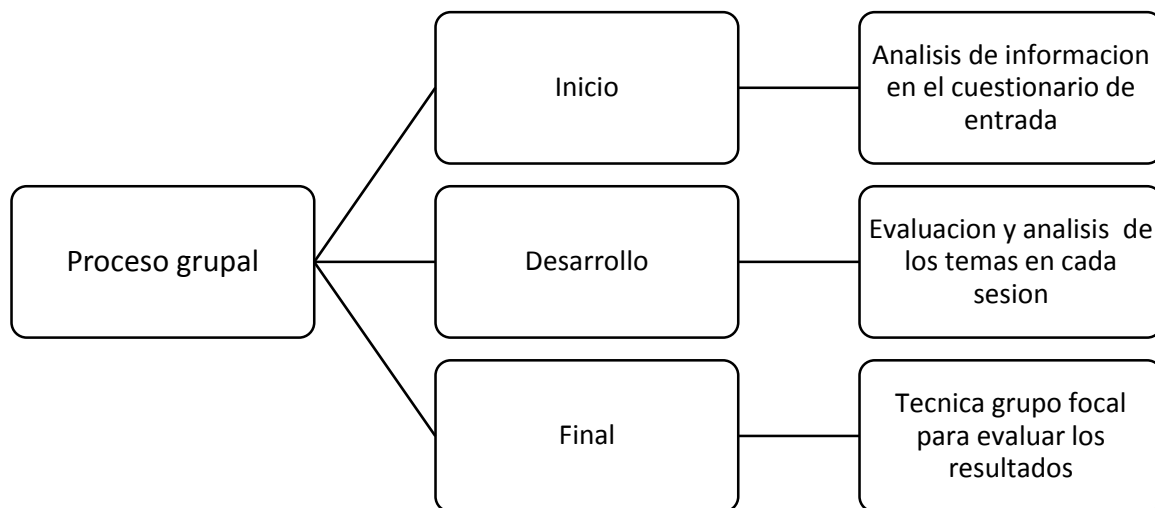 Proceso grupal
Inicio
Analisis de informacion
en el cuestionario de
entrada
Desarrollo
Evaluacion y analisis  de
los temas en cada
sesion
Final
Tecnica grupo focal
para evaluar los
resultados